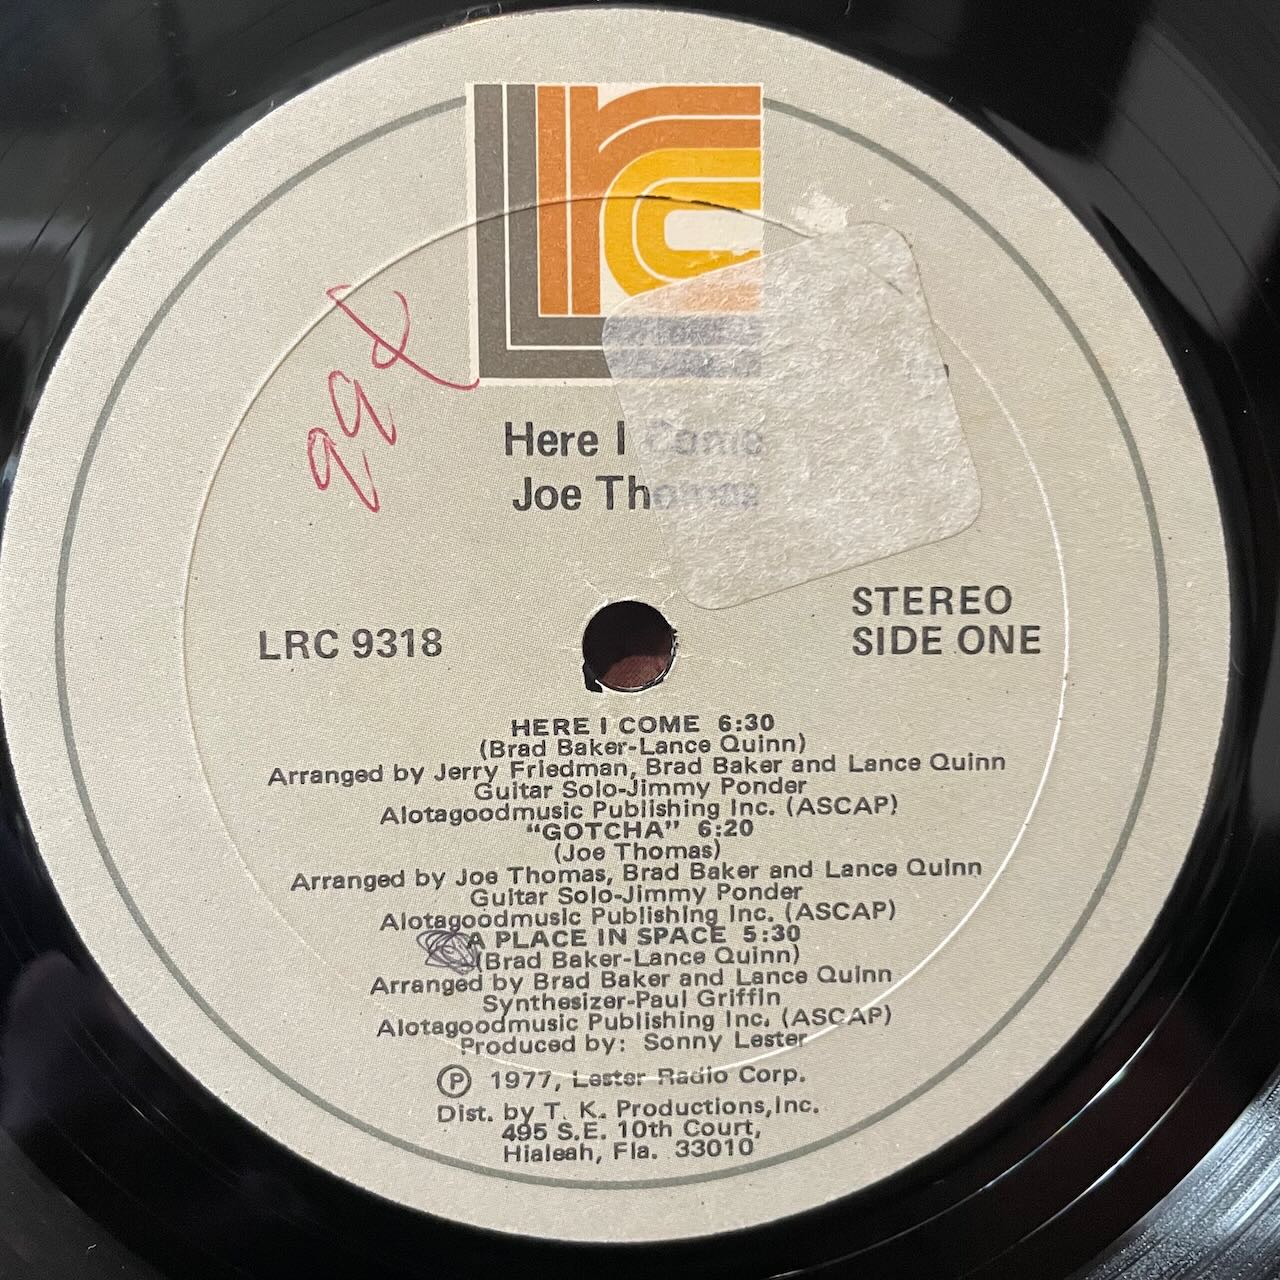 lrc
99¢
Here I Come
Joe Thomas
LRC 9318
STEREO
SIDE ONE
HERE I COME 6:30
(Brad Baker-Lance Quinn)
Arranged by Jerry Friedman, Brad Baker and Lance Quinn
Guitar Solo-Jimmy Ponder
Alotagoodmusic Publishing Inc. (ASCAP)
"GOTCHA" 6:20
(Joe Thomas)
Arranged by Joe Thomas, Brad Baker and Lance Quinn
Guitar Solo-Jimmy Ponder
Alotagoodmusic Publishing Inc. (ASCAP)
A PLACE IN SPACE 5:30
(Brad Baker-Lance Quinn)
Arranged by Brad Baker and Lance Quinn
Synthesizer-Paul Griffin
Alotagoodmusic Publishing Inc. (ASCAP)
Produced by: Sonny Lester
Ⓟ 1977, Lester Radio Corp.
Dist. by T. K. Productions,Inc.
495 S.E. 10th Court,
Hialeah, Fla. 33010